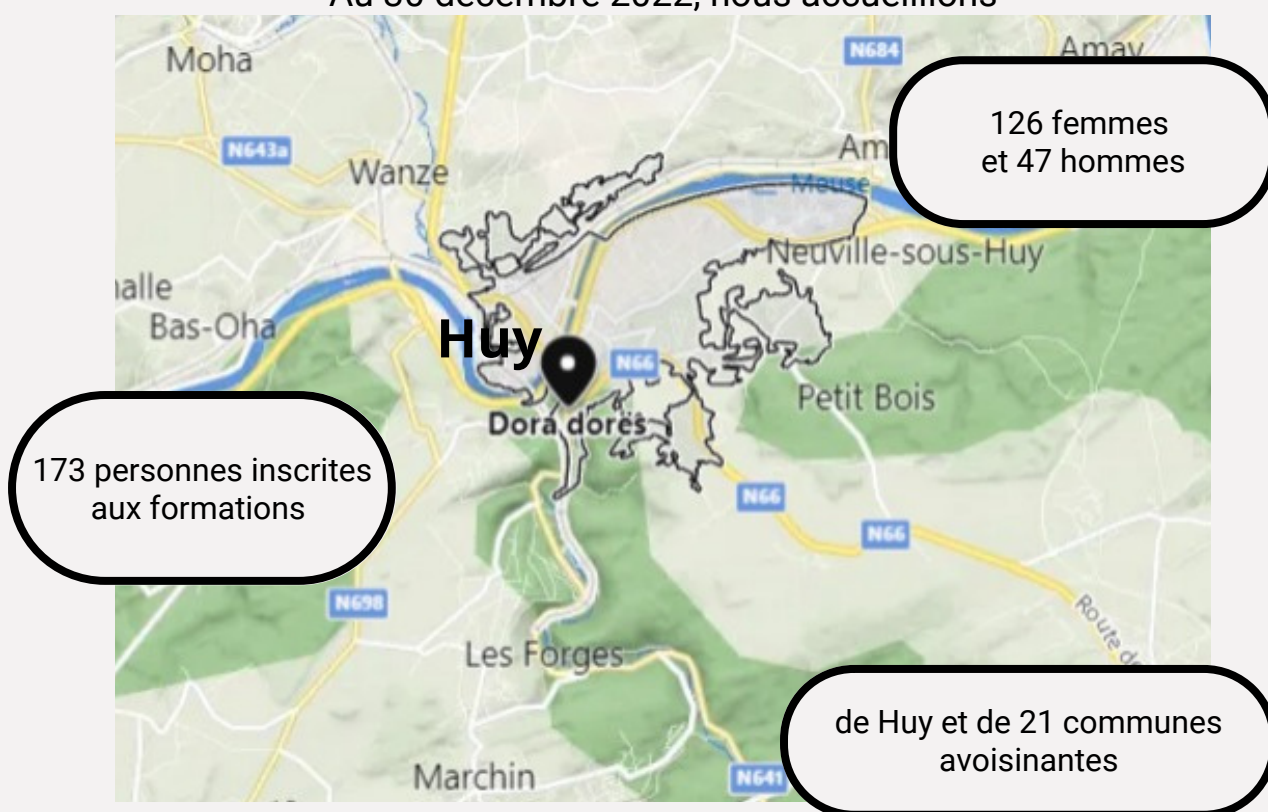 Au 30 décembre 2022, nous accueillions
Moha
N684
Amay
126 femmes
et 47 hommes
N643a
Wanze
Am
Meuse
Neuville-sous-Huy
Bas-Oha
Huy
N66
Petit Bois
Dora dorës
173 personnes inscrites
aux formations
N66
N66
N698
Route de
Les Forges
de Huy et de 21 communes
avoisinantes
Marchin
N641